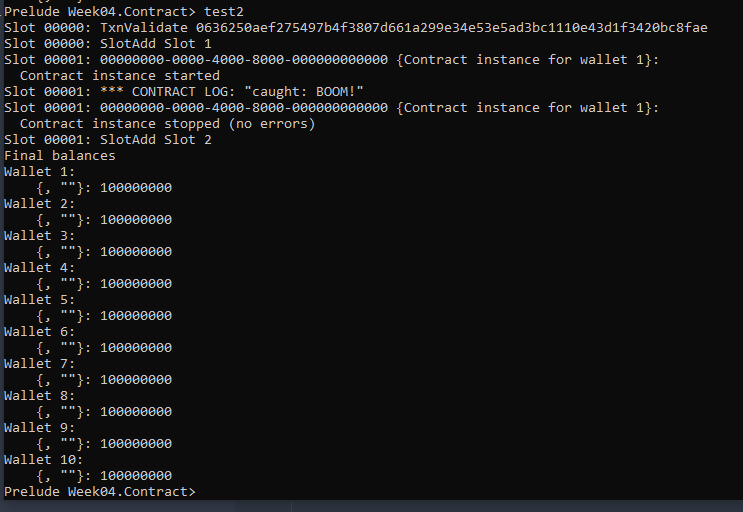 Prelude Week04.Contract> test2
Slot 00000: TxnValidate 0636250aef275497b4f3807d661a299e34e53e5ad3bc1110e43d1f3420bc8fae
Slot 00000: SlotAdd Slot 1
Slot 00001: 00000000-0000-4000-8000-000000000000 {Contract instance for wallet 1}:
  Contract instance started
Slot 00001: *** CONTRACT LOG: "caught: BOOM!"
Slot 00001: 00000000-0000-4000-8000-000000000000 {Contract instance for wallet 1}:
  Contract instance stopped (no errors)
Slot 00001: SlotAdd Slot 2
Final balances
Wallet 1:
    {, ""}: 100000000
Wallet 2:
    {, ""}: 100000000
Wallet 3:
    {, ""}: 100000000
Wallet 4:
    {, ""}: 100000000
Wallet 5:
    {, ""}: 100000000
Wallet 6:
    {, ""}: 100000000
Wallet 7:
    {, ""}: 100000000
Wallet 8:
    {, ""}: 100000000
Wallet 9:
    {, ""}: 100000000
Wallet 10:
    {, ""}: 100000000
Prelude Week04.Contract>